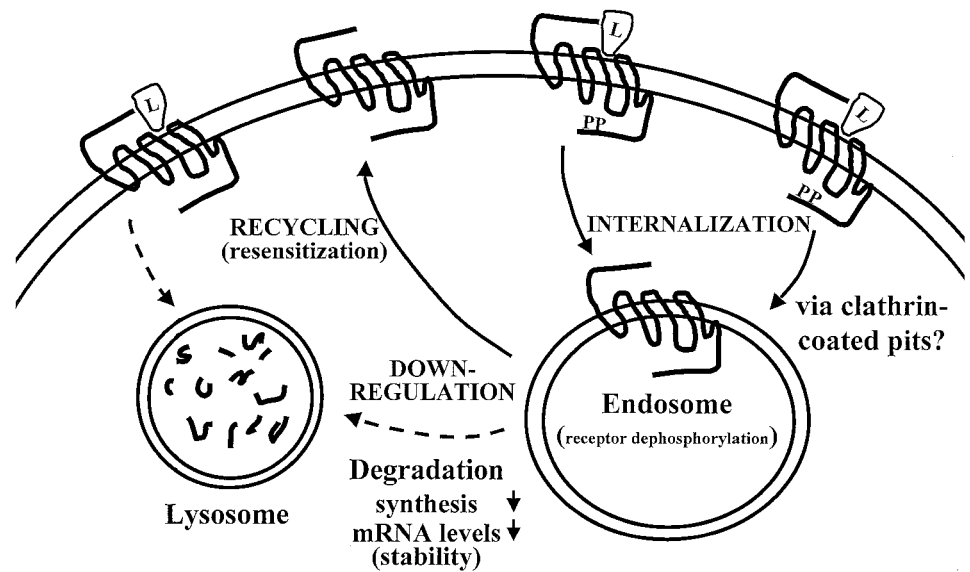 L
L
L
PP
PP
RECYCLING
(resensitization)
INTERNALIZATION
via clathrin-
coated pits?
DOWN-
REGULATION
Endosome
(receptor dephosphorylation)
Degradation
synthesis
mRNA levels
(stability)
Lysosome